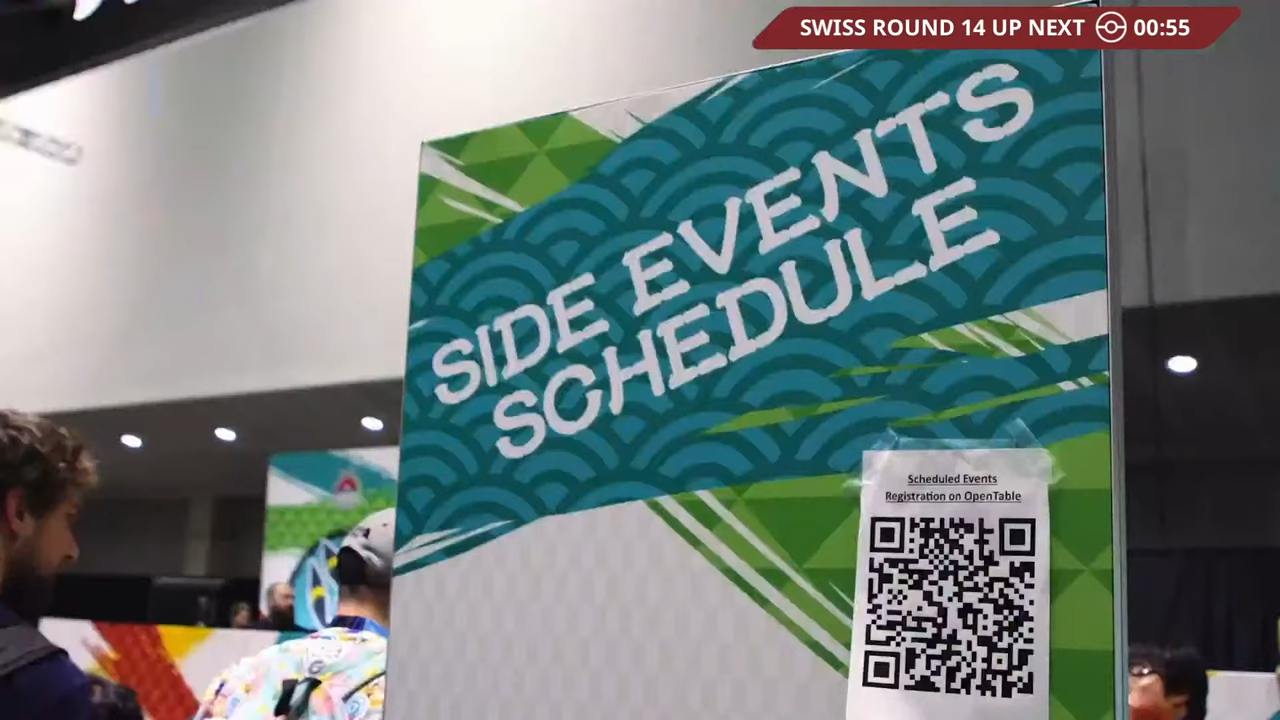 SWISS ROUND 14 UP NEXT 00:55
SIDE EVENTS
SCHEDULE
Scheduled Events
Registration on OpenTable